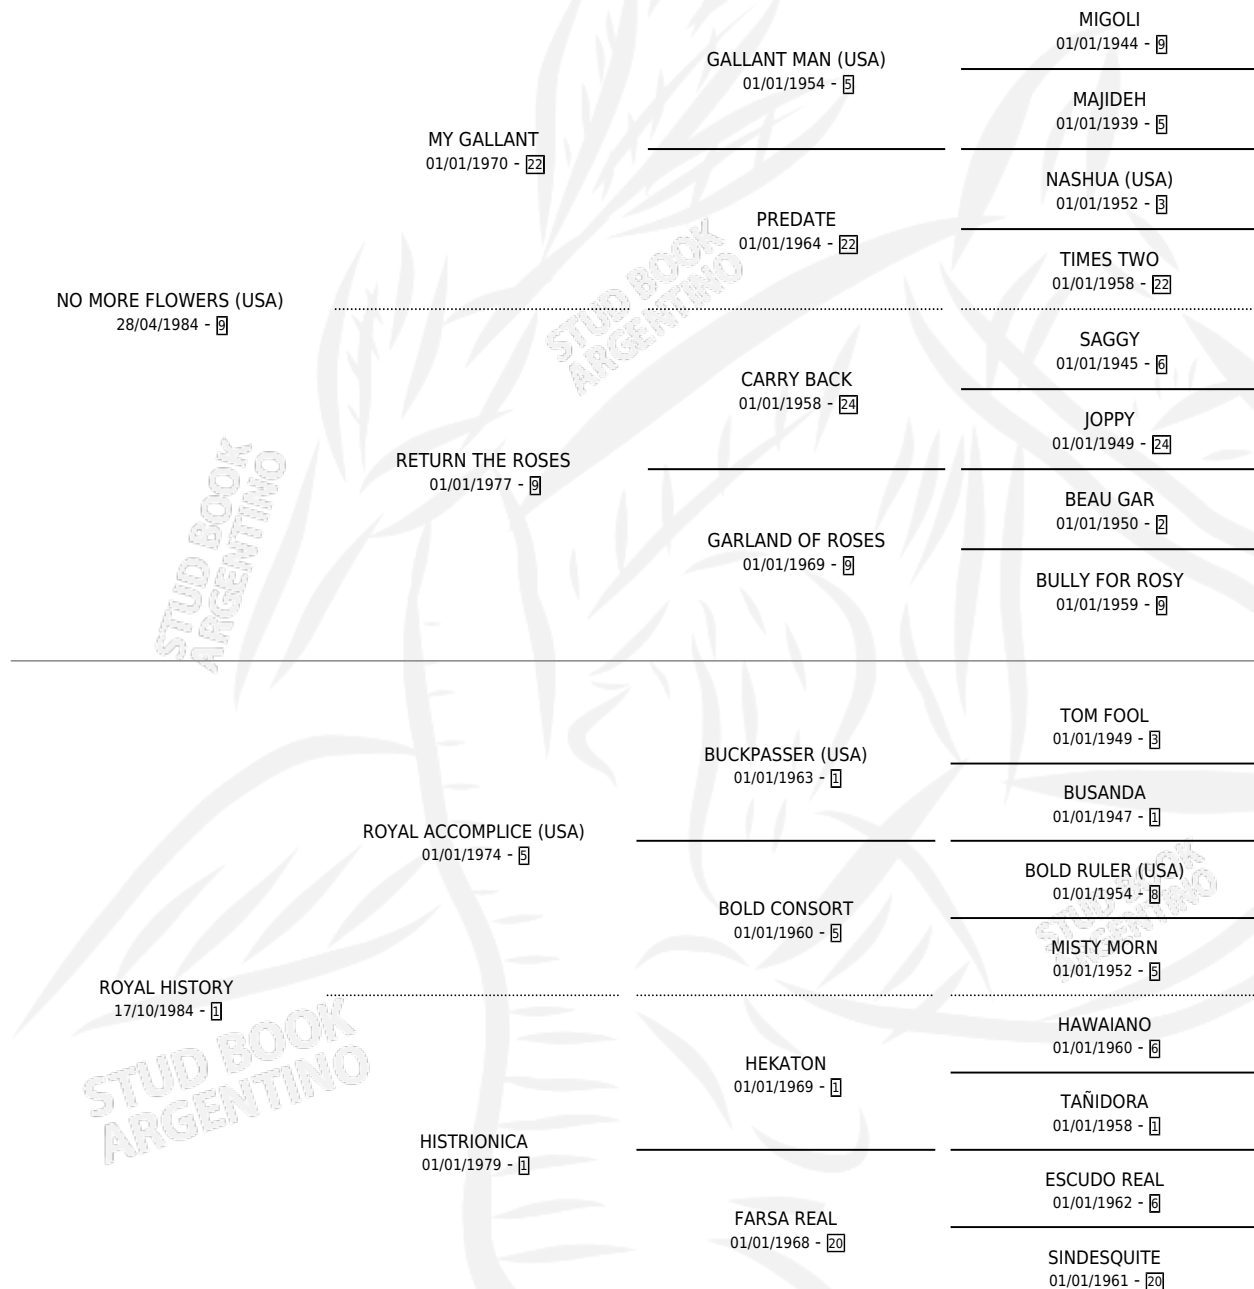 MIGOLI
01/01/1944 - 9
GALLANT MAN (USA)
01/01/1954 - 5
MAJIDEH
01/01/1939 - 5
MY GALLANT
01/01/1970 - 22
NASHUA (USA)
01/01/1952 - 3
PREDATE
01/01/1964 - 22
TIMES TWO
01/01/1958 - 22
NO MORE FLOWERS (USA)
28/04/1984 - 9
STUD BOOK
ARGENTINO
SAGGY
01/01/1945 - 6
CARRY BACK
01/01/1958 - 24
JOPPY
01/01/1949 - 24
RETURN THE ROSES
01/01/1977 - 9
BEAU GAR
01/01/1950 - 2
GARLAND OF ROSES
01/01/1969 - 9
BULLY FOR ROSY
01/01/1959 - 9
STUD BOOK
ARGENTINO
TOM FOOL
01/01/1949 - 3
BUCKPASSER (USA)
01/01/1963 - 1
BUSANDA
01/01/1947 - 1
ROYAL ACCOMPLICE (USA)
01/01/1974 - 5
BOLD RULER (USA)
01/01/1954 - 8
BOLD CONSORT
01/01/1960 - 5
MISTY MORN
01/01/1952 - 5
STUD BOOK
ARGENTINO
ROYAL HISTORY
17/10/1984 - 1
HAWAIANO
01/01/1960 - 6
HEKATON
01/01/1969 - 1
TAÑIDORA
01/01/1958 - 1
STUD BOOK
ARGENTINO
HISTRIONICA
01/01/1979 - 1
ESCUDO REAL
01/01/1962 - 6
FARSA REAL
01/01/1968 - 20
SINDESQUITE
01/01/1961 - 20